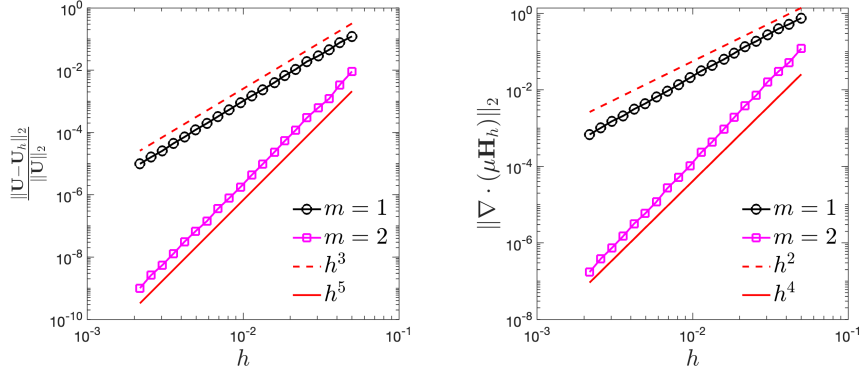 10^0
10^-2
10^-4
10^-6
10^-8
10^-10
10^-3
10^-2
10^-1
h
‖U−U_h‖_2 / ‖U‖_2
m = 1
m = 2
h^3
h^5
10^0
10^-2
10^-4
10^-6
10^-8
10^-3
10^-2
10^-1
h
‖∇ · (μH_h)‖_2
m = 1
m = 2
h^2
h^4